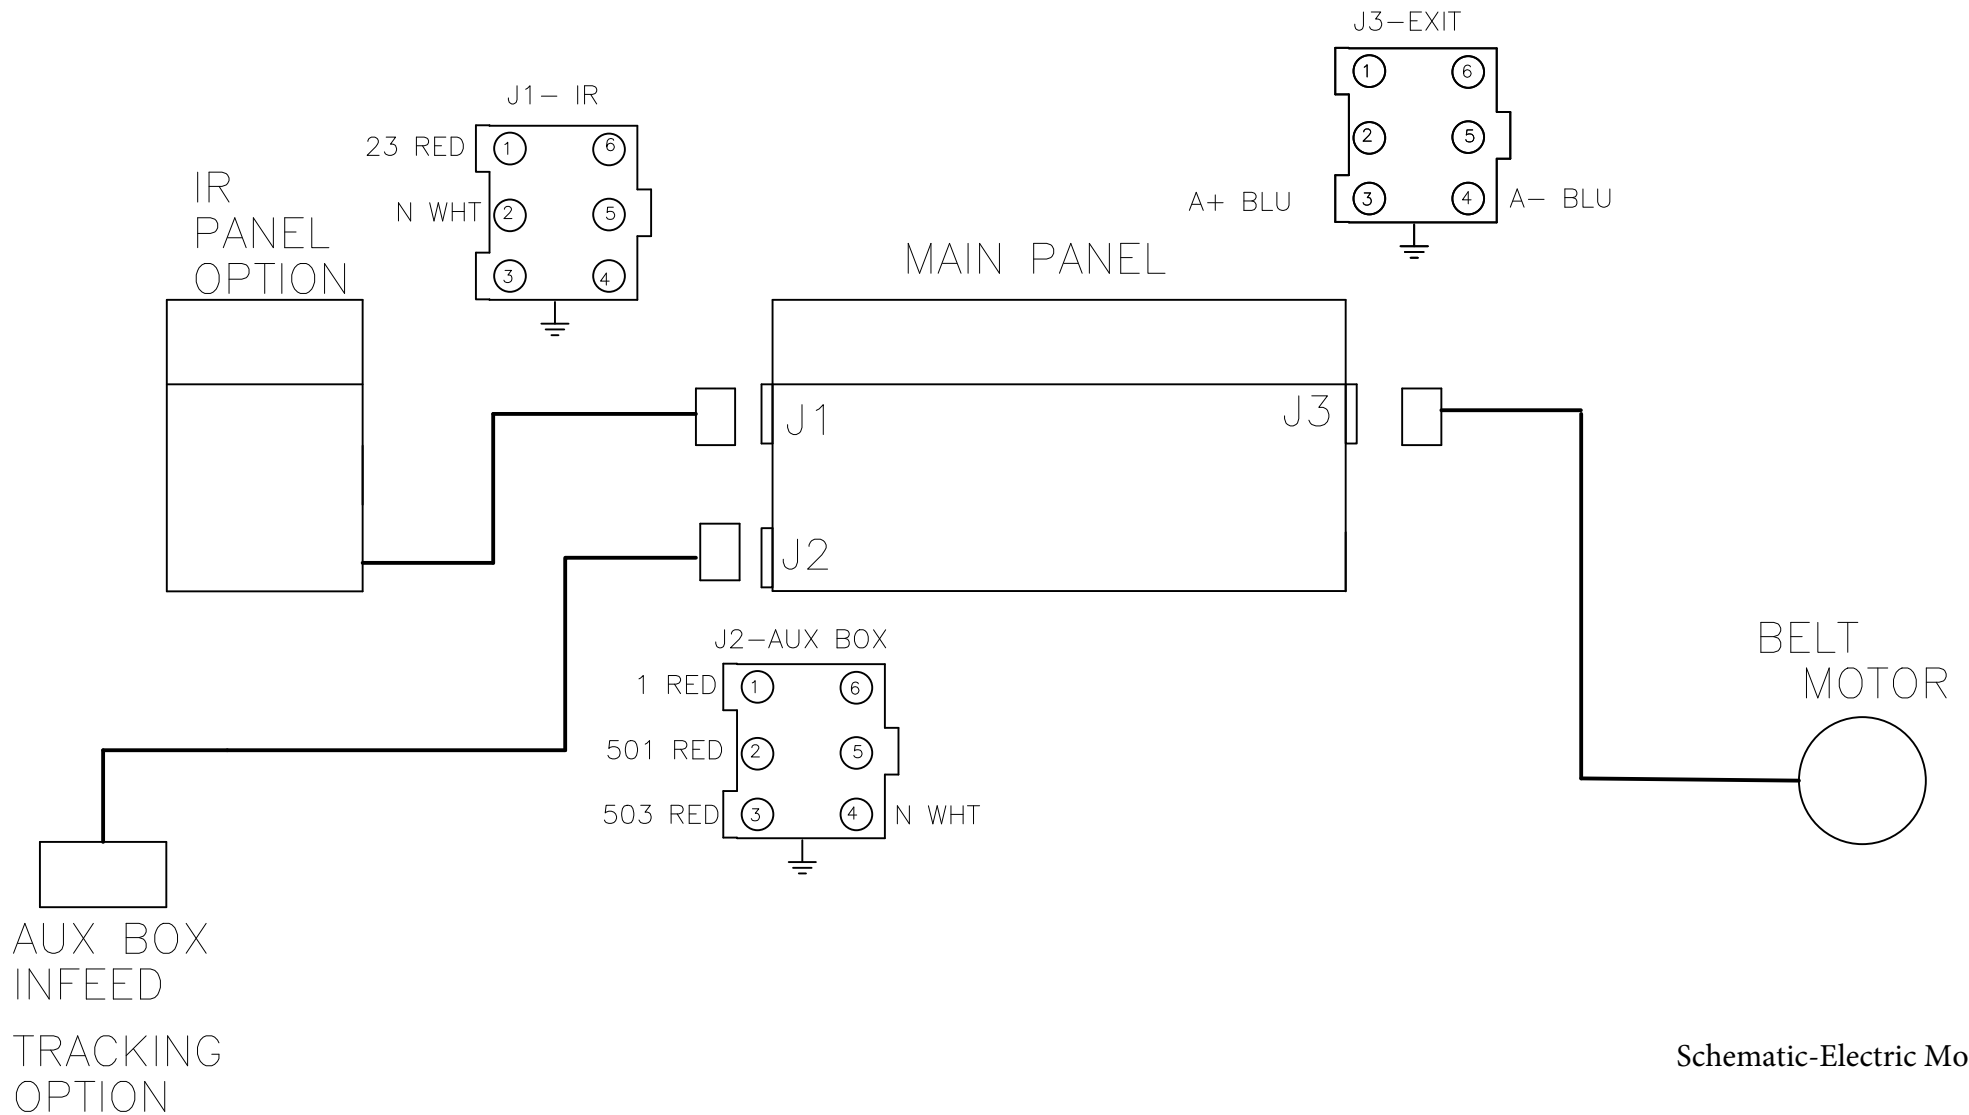 J3-EXIT
1 6
2 5
A+ BLU 3 4 A- BLU
J1- IR
23 RED 1 6
N WHT 2 5
3 4
IR
PANEL
OPTION
MAIN PANEL
J1 J3
J2
J2-AUX BOX
1 RED 1 6
501 RED 2 5
503 RED 3 4 N WHT
BELT
MOTOR
AUX BOX
INFEED
TRACKING
OPTION
Schematic-Electric Mo